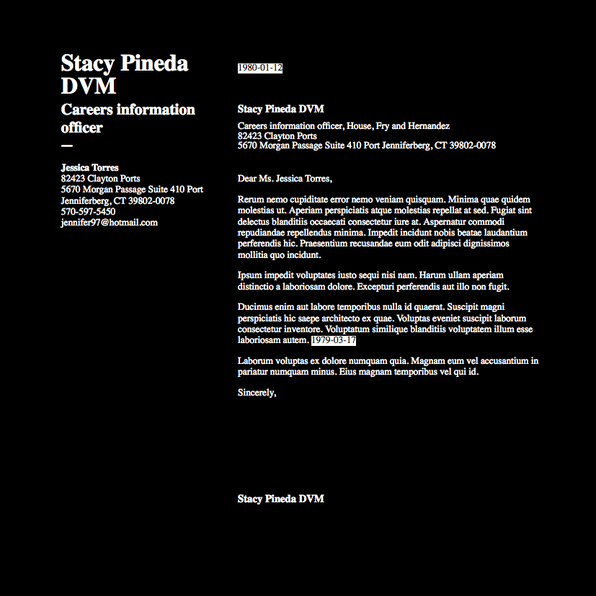 Stacy Pineda
DVM
Careers information
officer
—
Jessica Torres
82423 Clayton Ports
5670 Morgan Passage Suite 410 Port
Jenniferberg, CT 39802-0078
570-597-5450
jennifer97@hotmail.com
1980-01-12
Stacy Pineda DVM
Careers information officer, House, Fry and Hernandez
82423 Clayton Ports
5670 Morgan Passage Suite 410 Port Jenniferberg, CT 39802-0078
Dear Ms. Jessica Torres,
Rerum nemo cupiditate error nemo veniam quisquam. Minima quae quidem
molestias ut. Aperiam perspiciatis atque molestias repellat at sed. Fugiat sint
delectus blanditiis occaecati consectetur iure at. Aspernatur commodi
repudiandae repellendus minima. Impedit incidunt nobis beatae laudantium
perferendis hic. Praesentium recusandae eum odit adipisci dignissimos
mollitia quo incidunt.
Ipsum impedit voluptates iusto sequi nisi nam. Harum ullam aperiam
distinctio a laboriosam dolore. Excepturi perferendis aut illo non fugit.
Ducimus enim aut labore temporibus nulla id quaerat. Suscipit magni
perspiciatis hic saepe architecto ex quae. Voluptas eveniet suscipit laborum
consectetur inventore. Voluptatum similique blanditiis voluptatem illum esse
laboriosam autem. 1979-03-17
Laborum voluptas ex dolore numquam quia. Magnam eum vel accusantium in
pariatur numquam minus. Eius magnam temporibus vel qui id.
Sincerely,
Stacy Pineda DVM